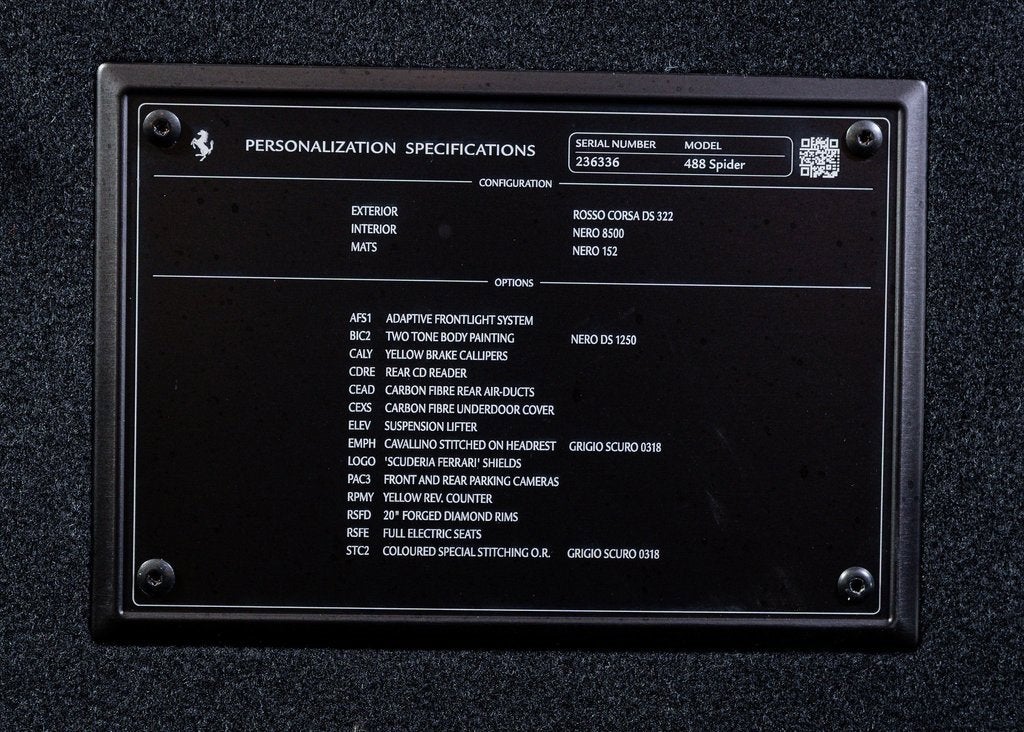 PERSONALIZATION SPECIFICATIONS
SERIAL NUMBER MODEL
236336 488 Spider
CONFIGURATION
EXTERIOR ROSSO CORSA DS 322
INTERIOR NERO 8500
MATS NERO 152
OPTIONS
AFS1 ADAPTIVE FRONTLIGHT SYSTEM
BIC2 TWO TONE BODY PAINTING NERO DS 1250
CALY YELLOW BRAKE CALLIPERS
CDRE REAR CD READER
CEAD CARBON FIBRE REAR AIR-DUCTS
CEXS CARBON FIBRE UNDERDOOR COVER
ELEV SUSPENSION LIFTER
EMPH CAVALLINO STITCHED ON HEADREST GRIGIO SCURO 0318
LOGO 'SCUDERIA FERRARI' SHIELDS
PAC3 FRONT AND REAR PARKING CAMERAS
RPMY YELLOW REV. COUNTER
RSFD 20" FORGED DIAMOND RIMS
RSFE FULL ELECTRIC SEATS
STC2 COLOURED SPECIAL STITCHING O.R. GRIGIO SCURO 0318